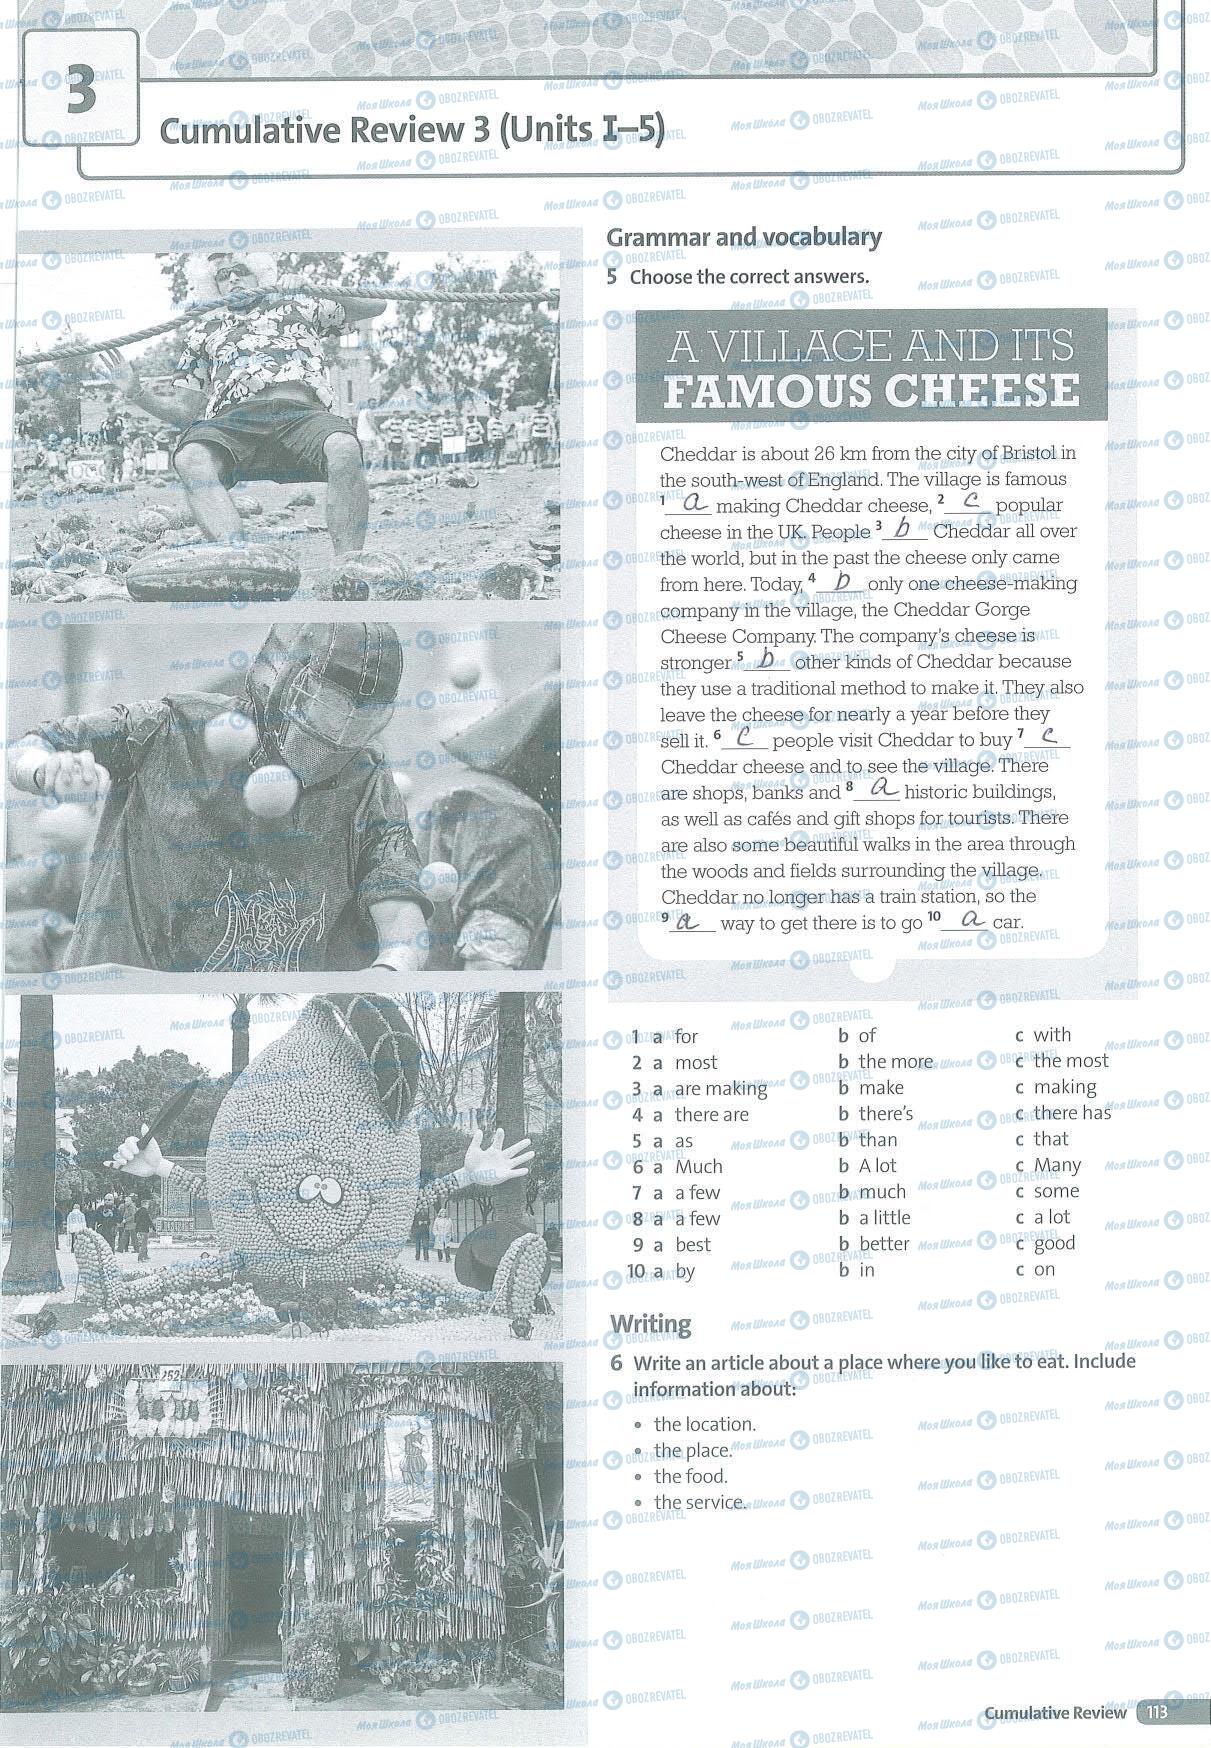 3
Cumulative Review 3 (Units I–5)
252
Grammar and vocabulary
5 Choose the correct answers.
A VILLAGE AND ITS
FAMOUS CHEESE
Cheddar is about 26 km from the city of Bristol in
the south-west of England. The village is famous
1 a making Cheddar cheese, 2 c popular
cheese in the UK. People 3 b Cheddar all over
the world, but in the past the cheese only came
from here. Today, 4 b only one cheese-making
company in the village, the Cheddar Gorge
Cheese Company. The company's cheese is
stronger 5 b other kinds of Cheddar because
they use a traditional method to make it. They also
leave the cheese for nearly a year before they
sell it. 6 c people visit Cheddar to buy 7 c
Cheddar cheese and to see the village. There
are shops, banks and 8 a historic buildings,
as well as cafés and gift shops for tourists. There
are also some beautiful walks in the area through
the woods and fields surrounding the village.
Cheddar no longer has a train station, so the
9 a way to get there is to go 10 a car.
1 a for b of c with
2 a most b the more c the most
3 a are making b make c making
4 a there are b there's c there has
5 a as b than c that
6 a Much b A lot c Many
7 a a few b much c some
8 a a few b a little c a lot
9 a best b better c good
10 a by b in c on
Writing
6 Write an article about a place where you like to eat. Include
information about:
• the location.
• the place.
• the food.
• the service.
Cumulative Review 113
МояШкола OBOZREVATEL